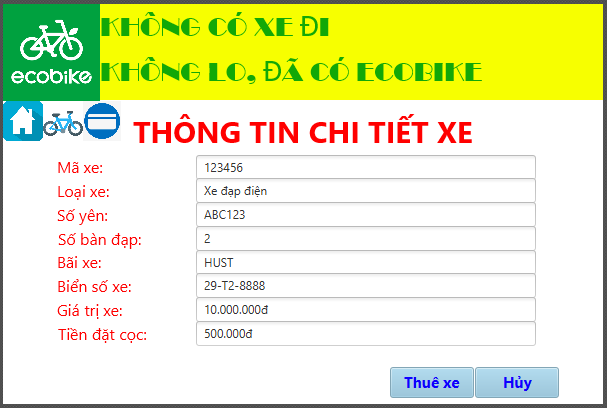 KHÔNG CÓ XE ĐI
KHÔNG LO, ĐÃ CÓ ECOBIKE
ecobike
THÔNG TIN CHI TIẾT XE
Mã xe: 123456
Loại xe: Xe đạp điện
Số yên: ABC123
Số bàn đạp: 2
Bãi xe: HUST
Biển số xe: 29-T2-8888
Giá trị xe: 10.000.000đ
Tiền đặt cọc: 500.000đ
Thuê xe Hủy